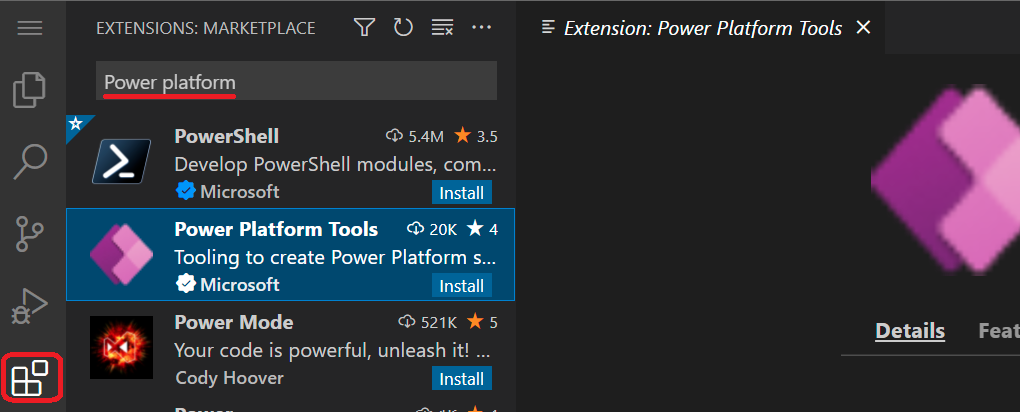 EXTENSIONS: MARKETPLACE
Extension: Power Platform Tools
Power platform
PowerShell 5.4M 3.5
Develop PowerShell modules, com...
Microsoft Install
Power Platform Tools 20K 4
Tooling to create Power Platform s...
Microsoft Install
Power Mode 521K 5
Your code is powerful, unleash it! ...
Cody Hoover Install
Details Feat